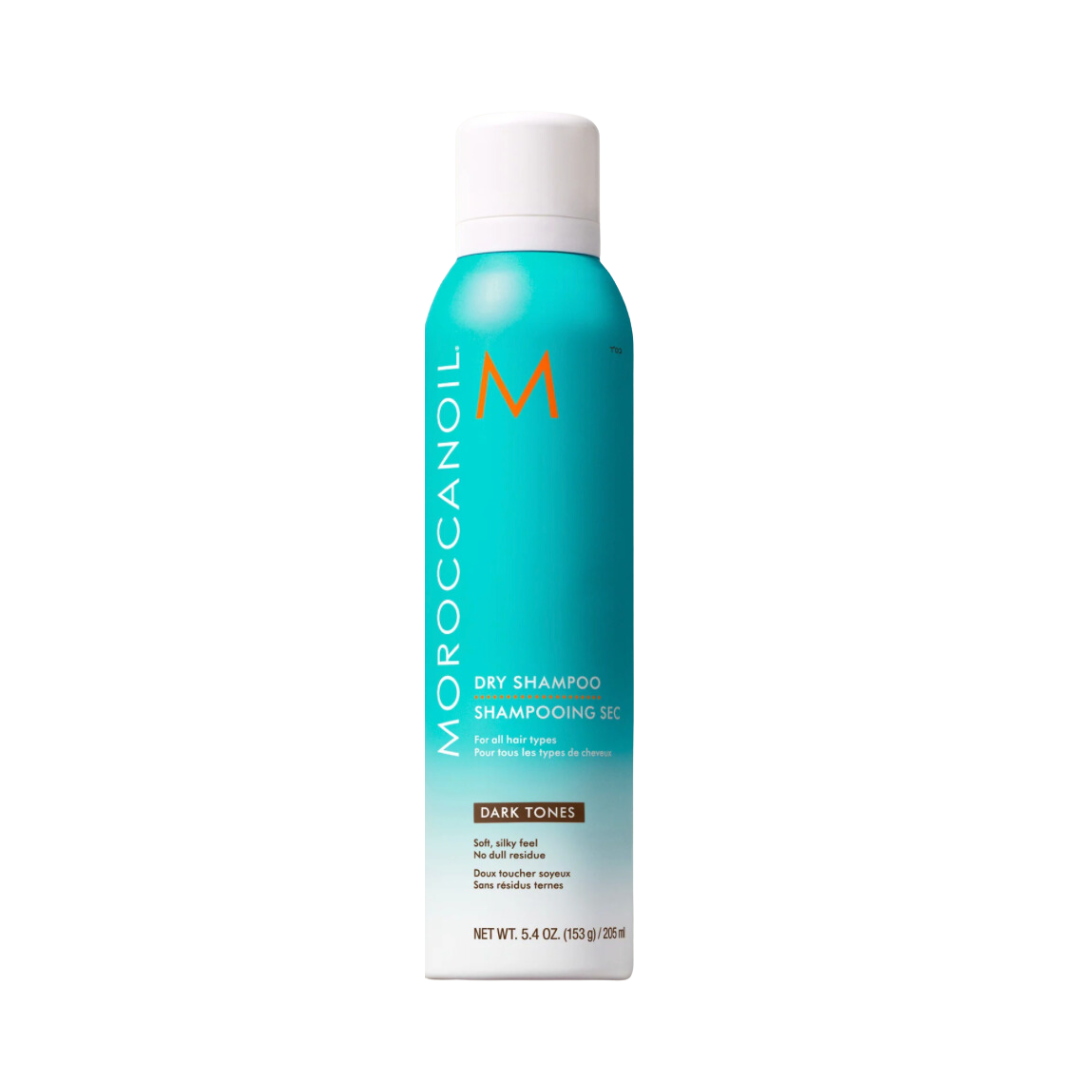 MOROCCANOIL®
M
DRY SHAMPOO
SHAMPOOING SEC
For all hair types
Pour tous les types de cheveux
DARK TONES
Soft, silky feel
No dull residue
Doux toucher soyeux
Sans résidus ternes
NET WT. 5.4 OZ. (153 g) / 205 ml